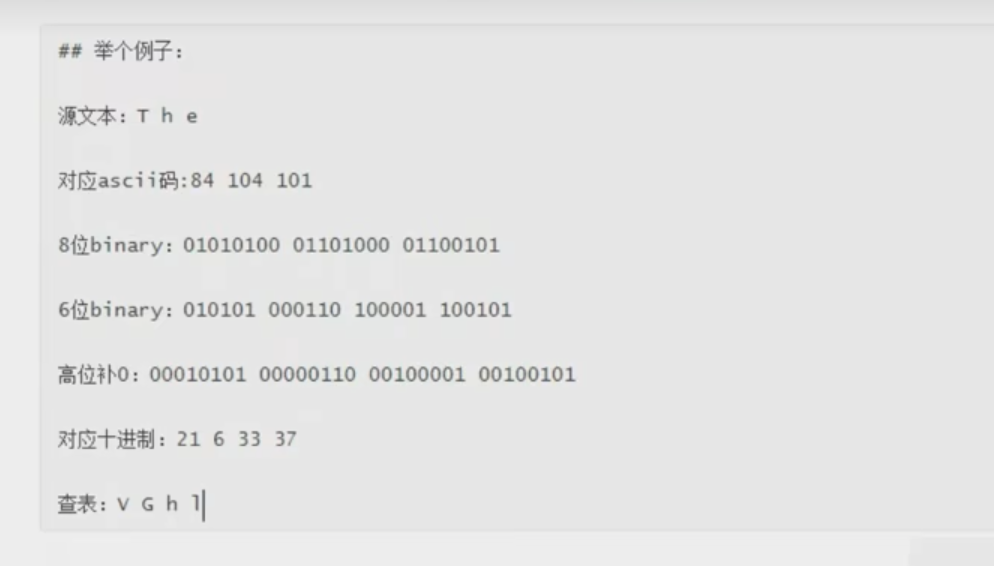 ## 举个例子：
源文本：T h e
对应ascii码:84 104 101
8位binary：01010100 01101000 01100101
6位binary：010101 000110 100001 100101
高位补0：00010101 00000110 00100001 00100101
对应十进制：21 6 33 37
查表：V G h l